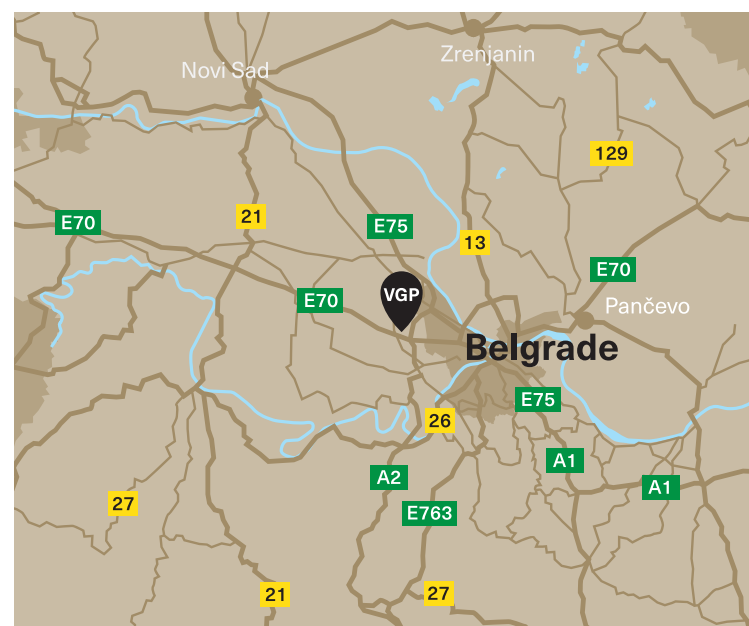 Zrenjanin
Novi Sad
129
E70
21
E75
13
E70
VGP
E70
Pančevo
Belgrade
E75
26
A1
A2
A1
27
E763
21
27